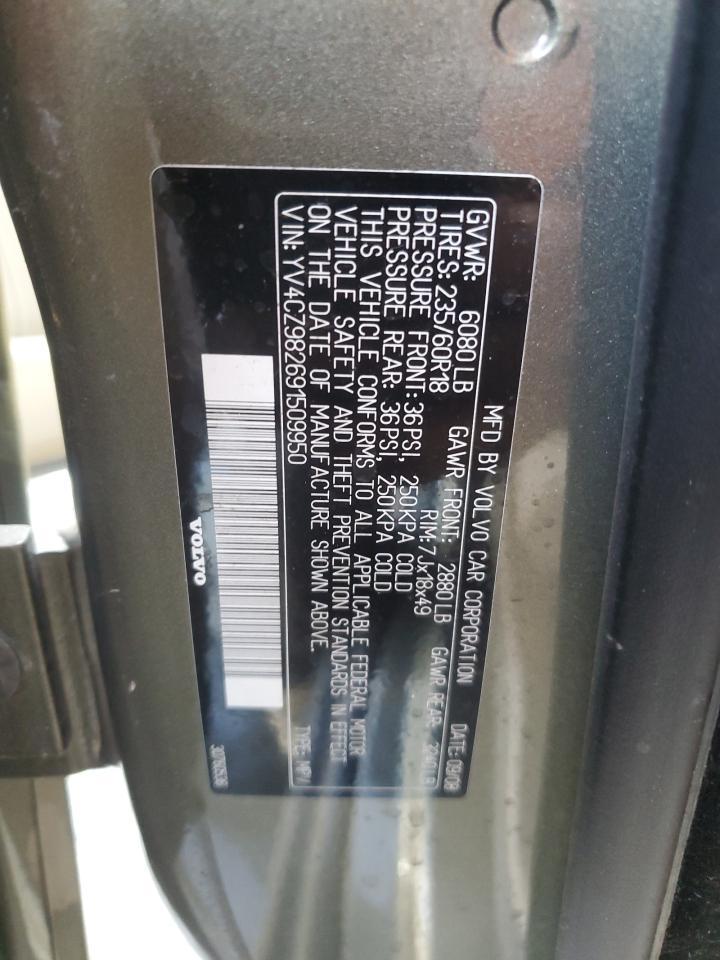 MFD BY VOLVO CAR CORPORATION DATE: 09/08
GVWR: 6080 LB GAWR FRONT: 2880 LB GAWR REAR:
TIRES: 235/60R18 RIM: 7Jx18x49
PRESSURE FRONT: 36PSI, 250KPA COLD
PRESSURE REAR: 36PSI, 250KPA COLD
THIS VEHICLE CONFORMS TO ALL APPLICABLE FEDERAL MOTOR
VEHICLE SAFETY AND THEFT PREVENTION STANDARDS IN EFFECT
ON THE DATE OF MANUFACTURE SHOWN ABOVE.
VIN: YV4CZ982691509950 TYPE: MPV
VOLVO